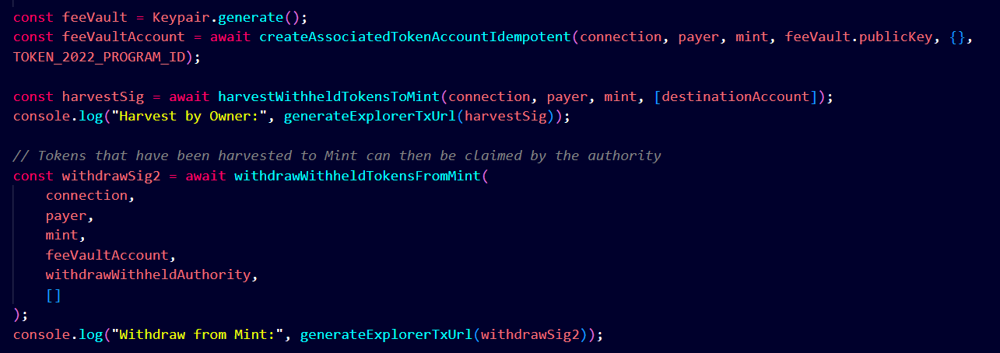 const feeVault = Keypair.generate();
const feeVaultAccount = await createAssociatedTokenAccountIdempotent(connection, payer, mint, feeVault.publicKey, {},
TOKEN_2022_PROGRAM_ID);
const harvestSig = await harvestWithheldTokensToMint(connection, payer, mint, [destinationAccount]);
console.log("Harvest by Owner:", generateExplorerTxUrl(harvestSig));
// Tokens that have been harvested to Mint can then be claimed by the authority
const withdrawSig2 = await withdrawWithheldTokensFromMint(
connection,
payer,
mint,
feeVaultAccount,
withdrawWithheldAuthority,
[]
);
console.log("Withdraw from Mint:", generateExplorerTxUrl(withdrawSig2));